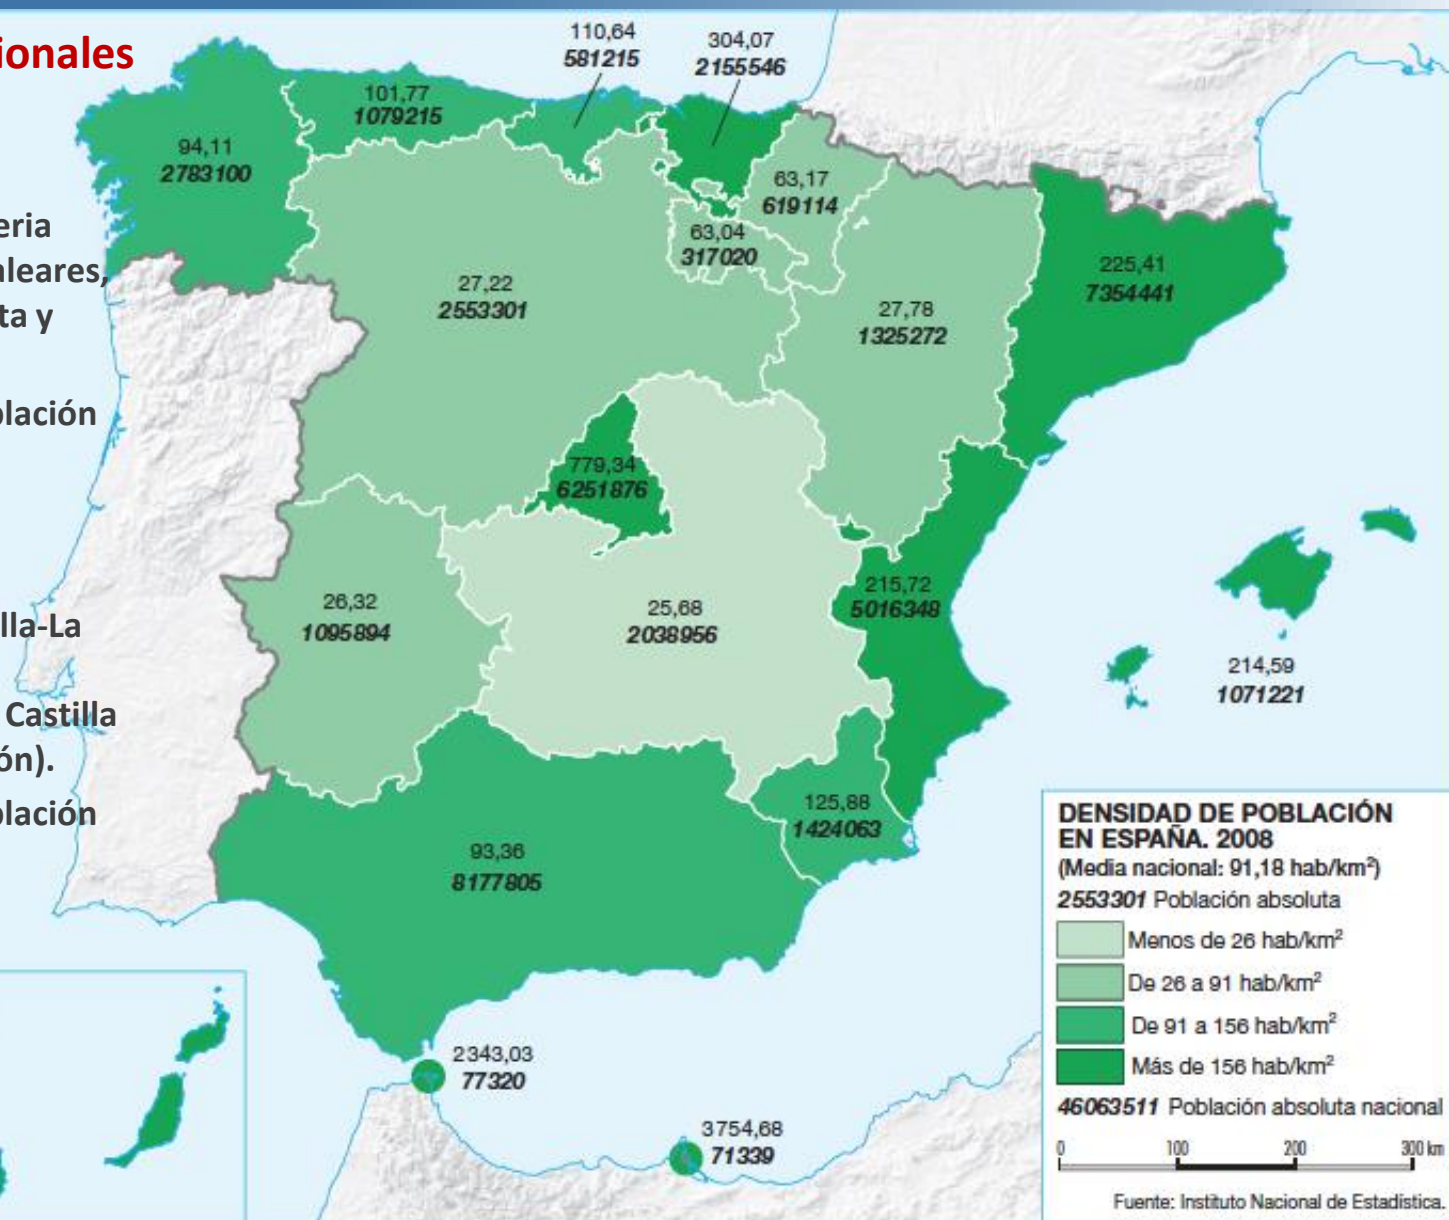 ionales
eria
aleares,
ta y
olación
lla-La
Castilla
ón).
olación
110,64
581215
304,07
2155546
101,77
1079215
94,11
2783100
63,17
619114
63,04
317020
27,22
2553301
27,78
1325272
225,41
7354441
779,34
6251876
26,32
1095894
25,68
2038956
215,72
5016348
214,59
1071221
125,88
1424063
93,36
8177805
2343,03
77320
3754,68
71339
DENSIDAD DE POBLACIÓN
EN ESPAÑA. 2008
(Media nacional: 91,18 hab/km²)
2553301 Población absoluta
Menos de 26 hab/km²
De 26 a 91 hab/km²
De 91 a 156 hab/km²
Más de 156 hab/km²
46063511 Población absoluta nacional
0 100 200 300 km
Fuente: Instituto Nacional de Estadística.